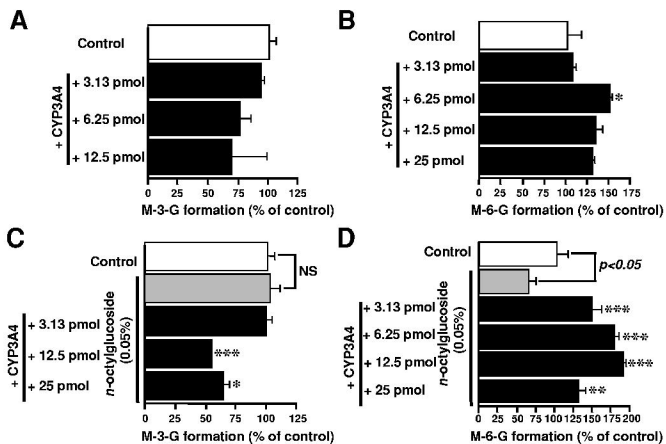 A
Control
+ CYP3A4
+ 3.13 pmol
+ 6.25 pmol
+ 12.5 pmol
0 25 50 75 100 125
M-3-G formation (% of control)
B
Control
+ CYP3A4
+ 3.13 pmol
+ 6.25 pmol
*
+ 12.5 pmol
+ 25 pmol
0 25 50 75 100 125 150 175
M-6-G formation (% of control)
C
Control
NS
n-octylglucoside
(0.05%)
+ CYP3A4
+ 3.13 pmol
+ 12.5 pmol
***
+ 25 pmol
*
0 25 50 75 100 125
M-3-G formation (% of control)
D
Control
p<0.05
n-octylglucoside
(0.05%)
+ CYP3A4
+ 3.13 pmol
***
+ 6.25 pmol
***
+ 12.5 pmol
***
+ 25 pmol
**
0 25 50 75 100 125 150 175 200
M-6-G formation (% of control)